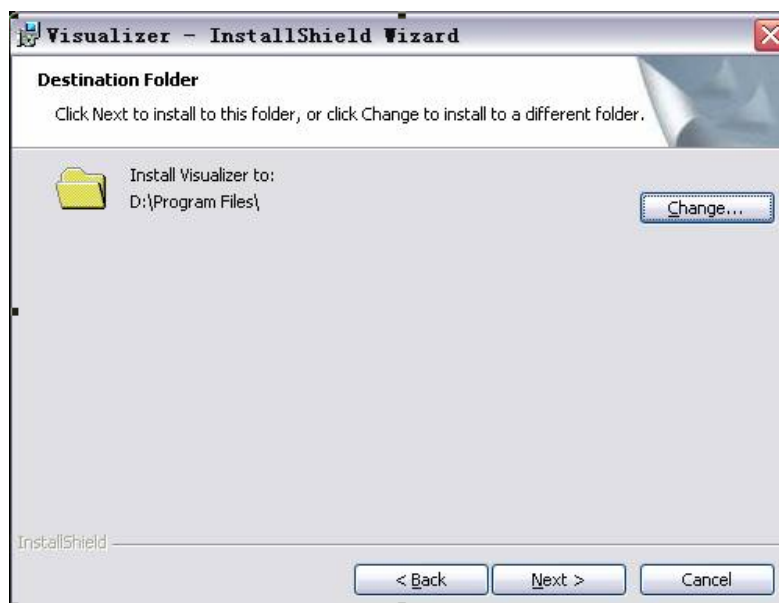 Visualizer - InstallShield Wizard
Destination Folder
Click Next to install to this folder, or click Change to install to a different folder.
Install Visualizer to:
D:\Program Files\
Change...
InstallShield
< Back
Next >
Cancel